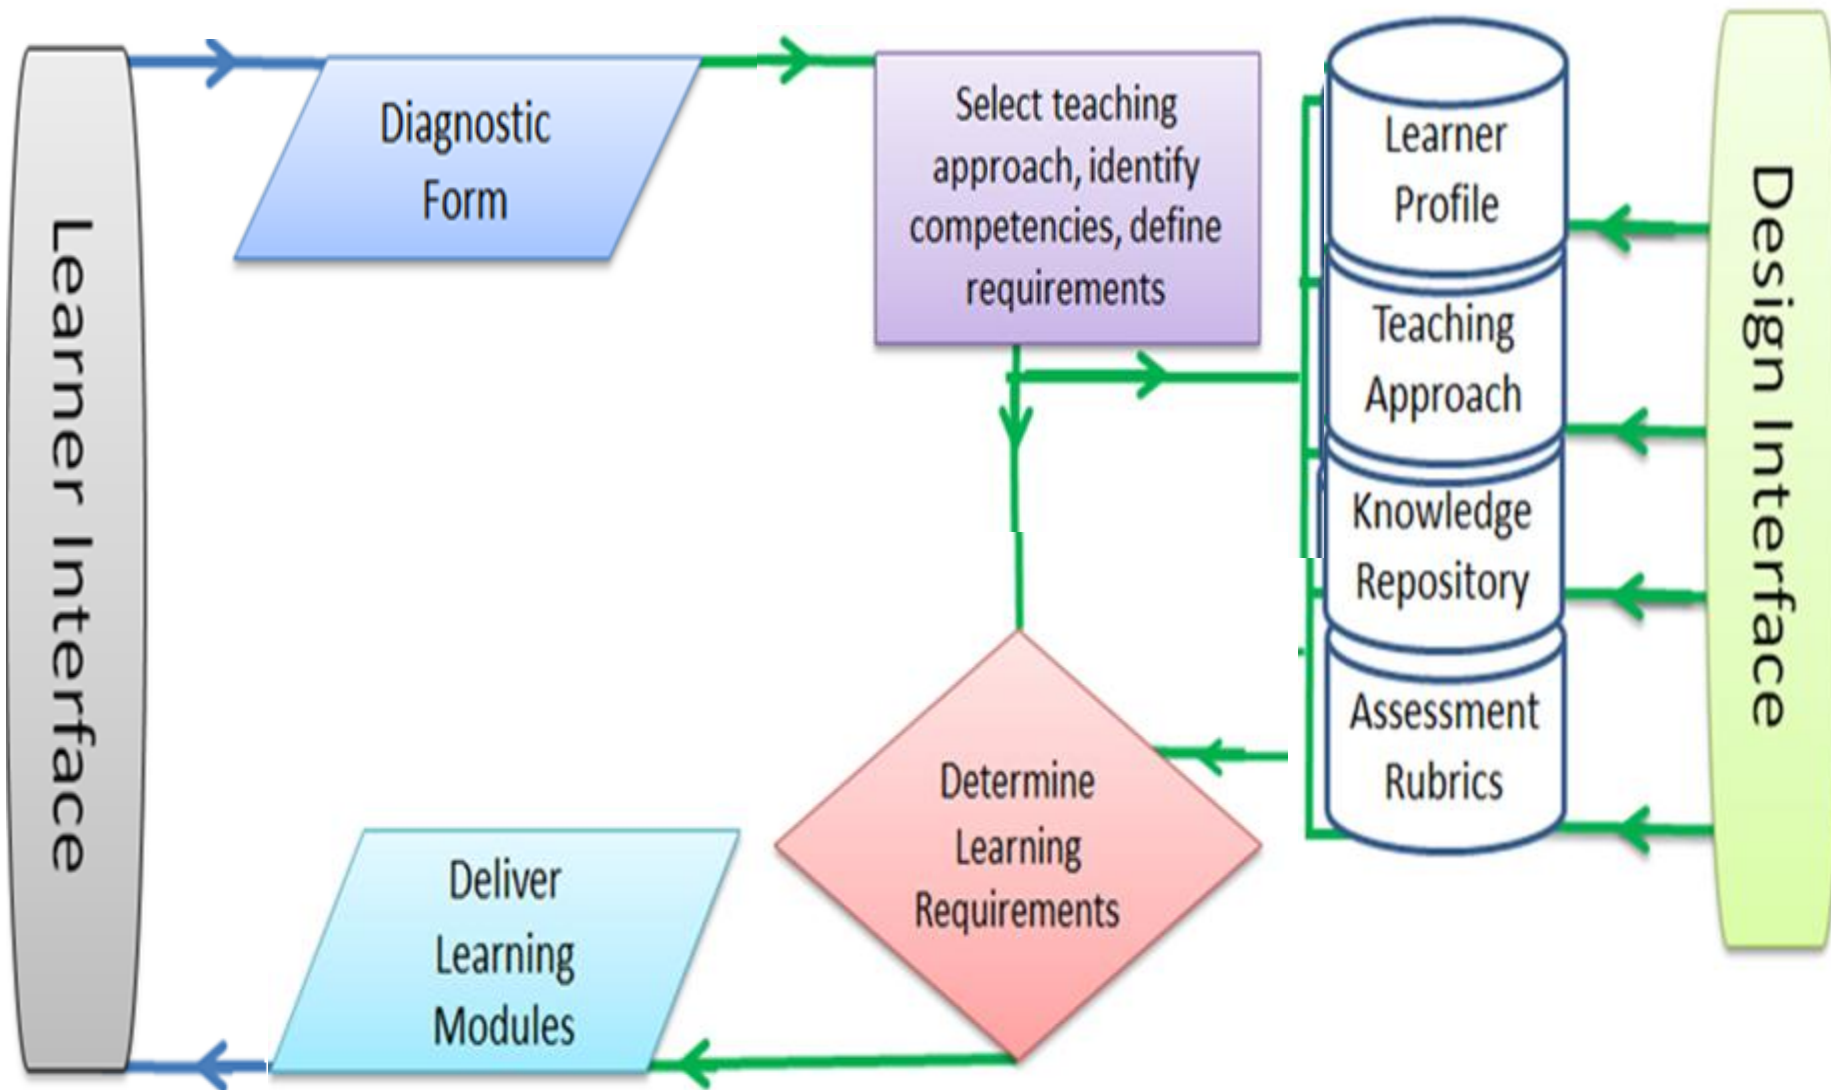 Learner Interface
Diagnostic
Form
Select teaching
approach, identify
competencies, define
requirements
Learner
Profile
Teaching
Approach
Knowledge
Repository
Assessment
Rubrics
Design Interface
Determine
Learning
Requirements
Deliver
Learning
Modules